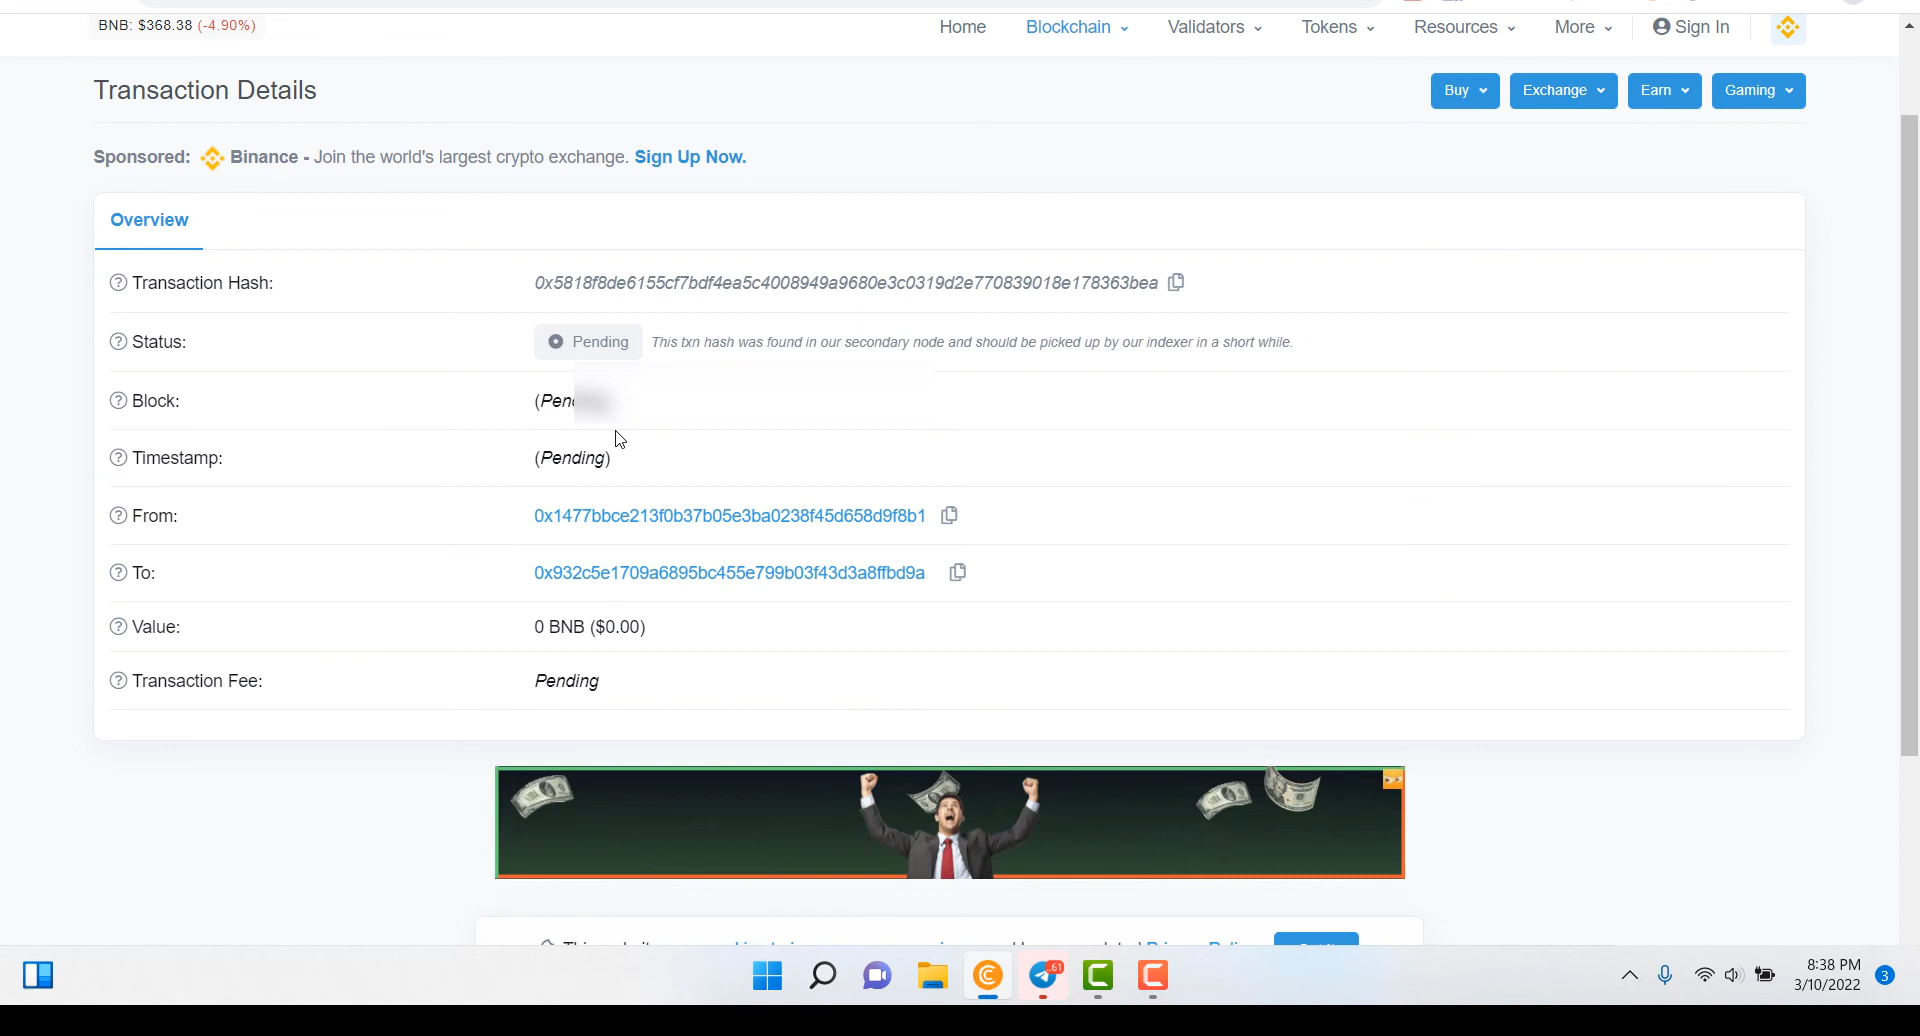 BNB: $368.38 (-4.90%)
Home Blockchain Validators Tokens Resources More Sign In
Transaction Details
Buy Exchange Earn Gaming
Sponsored: Binance - Join the world's largest crypto exchange. Sign Up Now.
Overview
Transaction Hash: 0x5818f8de6155cf7bdf4ea5c4008949a9680e3c0319d2e770839018e178363bea
Status: Pending This txn hash was found in our secondary node and should be picked up by our indexer in a short while.
Block: (Pen
Timestamp: (Pending)
From: 0x1477bbce213f0b37b05e3ba0238f45d658d9f8b1
To: 0x932c5e1709a6895bc455e799b03f43d3a8ffbd9a
Value: 0 BNB ($0.00)
Transaction Fee: Pending
61
8:38 PM
3/10/2022
3